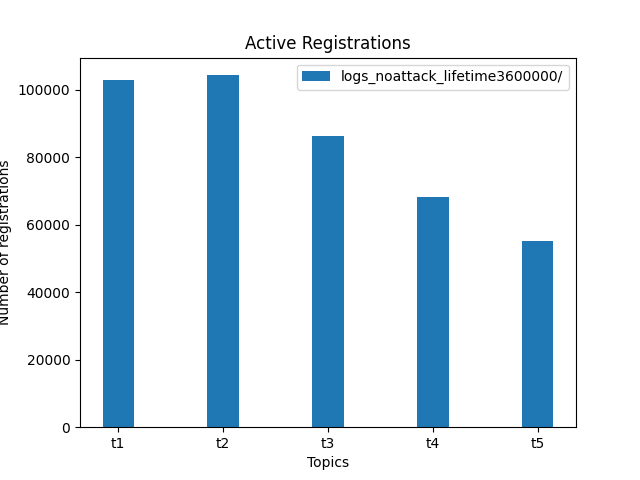 Active Registrations
logs_noattack_lifetime3600000/
100000
80000
60000
40000
20000
0
Number of registrations
t1 t2 t3 t4 t5
Topics